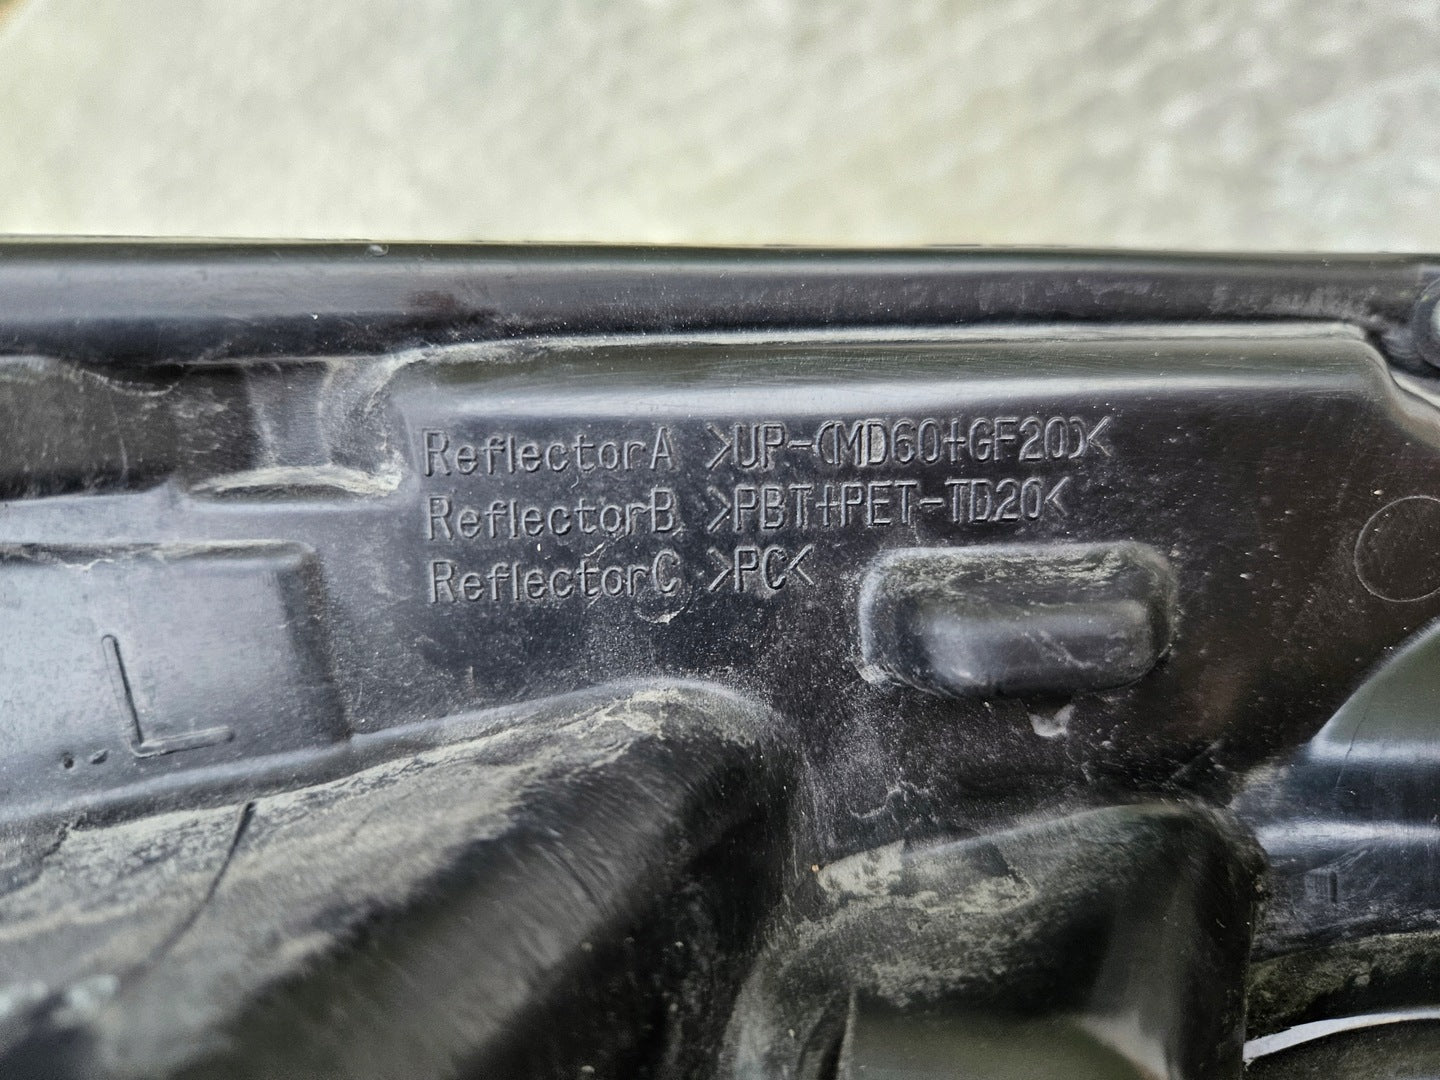 ReflectorA >UP-(MD60+GF20)<
ReflectorB >PBT+PET-TD20<
ReflectorC >PC<
L